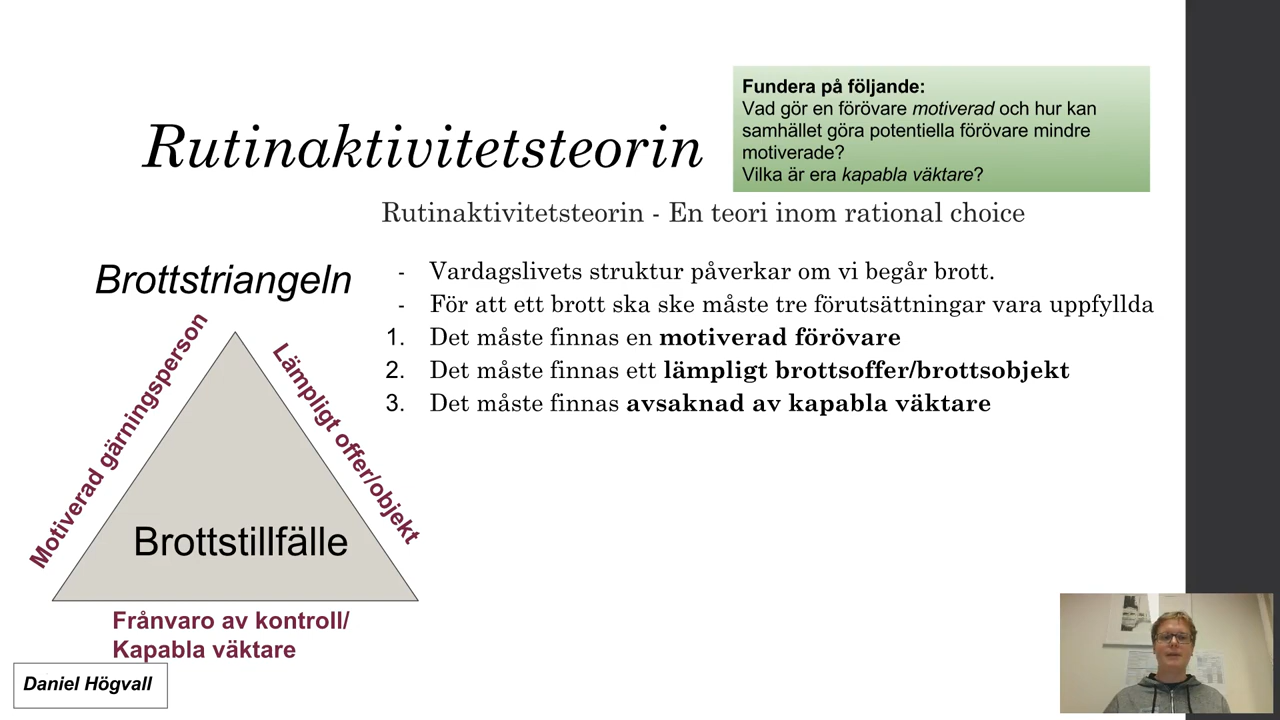 Fundera på följande:
Vad gör en förövare motiverad och hur kan
samhället göra potentiella förövare mindre
motiverade?
Vilka är era kapabla väktare?
Rutinaktivitetsteorin
Rutinaktivitetsteorin - En teori inom rational choice
Brottstriangeln
- Vardagslivets struktur påverkar om vi begår brott.
- För att ett brott ska ske måste tre förutsättningar vara uppfyllda
1. Det måste finnas en motiverad förövare
2. Det måste finnas ett lämpligt brottsoffer/brottsobjekt
3. Det måste finnas avsaknad av kapabla väktare
Motiverad gärningsperson
Lämpligt offer/objekt
Brottstillfälle
Frånvaro av kontroll/
Kapabla väktare
Daniel Högvall